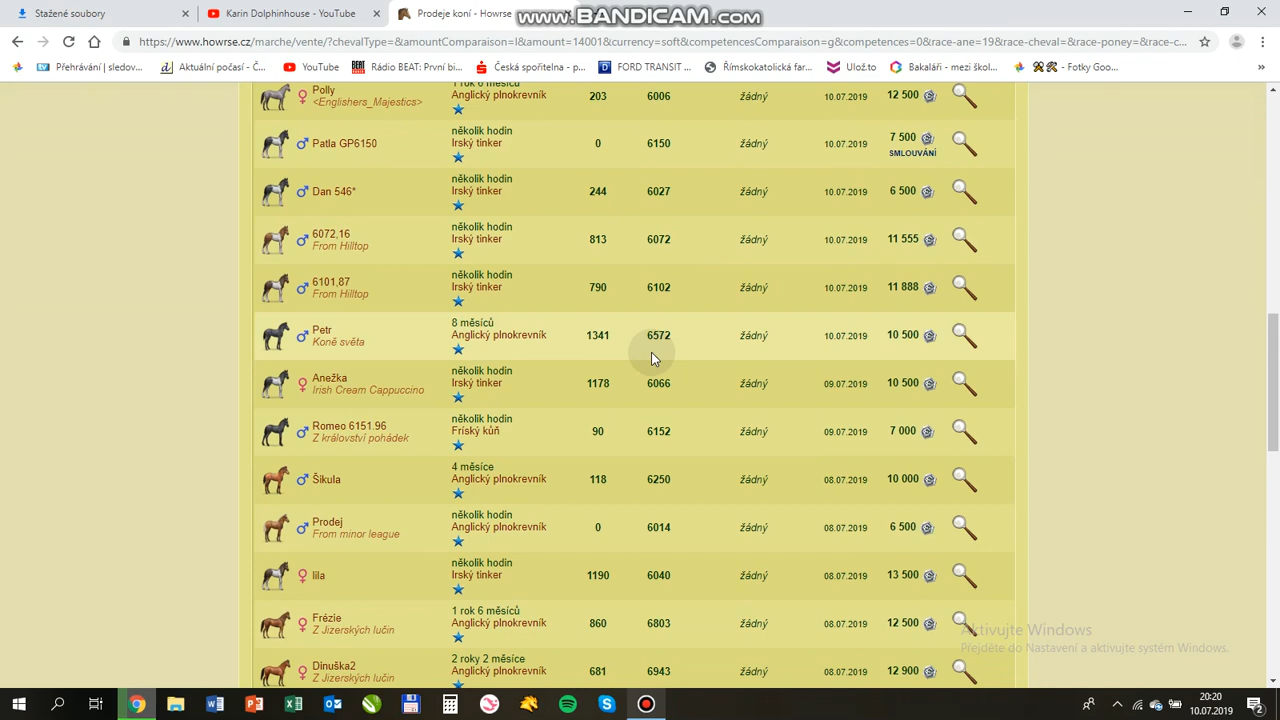 Stažené soubory
Karin Dolphinhouse - YouTube
Prodeje koní - Howrse
www.BANDICAM.com
https://www.howrse.cz/marche/vente/?chevalType=&amountComparaison=l&amount=14001&currency=soft&competencesComparaison=g&competences=0&race-ane=19&race-cheval=&race-poney=&race-c...
Přehrávání | sledov...
Aktuální počasí - Č...
YouTube
Rádio BEAT: První bi...
Česká spořitelna – p...
FORD TRANSIT ...
Římskokatolická far...
Ulož.to
Bakaláři - mezi škol...
- Fotky Goo...
»
Polly
<Englishers_Majestics>
1 rok 6 měsíců
Anglický plnokrevník
203 6006 žádný 10.07.2019 12 500
Patla GP6150
několik hodin
Irský tinker
0 6150 žádný 10.07.2019 7 500
SMLOUVÁNÍ
Dan 546*
několik hodin
Irský tinker
244 6027 žádný 10.07.2019 6 500
6072,16
From Hilltop
několik hodin
Irský tinker
813 6072 žádný 10.07.2019 11 555
6101,87
From Hilltop
několik hodin
Irský tinker
790 6102 žádný 10.07.2019 11 888
Petr
Koně světa
8 měsíců
Anglický plnokrevník
1341 6572 žádný 10.07.2019 10 500
Anežka
Irish Cream Cappuccino
několik hodin
Irský tinker
1178 6066 žádný 09.07.2019 10 500
Romeo 6151.96
Z království pohádek
několik hodin
Fríský kůň
90 6152 žádný 09.07.2019 7 000
Šikula
4 měsíce
Anglický plnokrevník
118 6250 žádný 08.07.2019 10 000
Prodej
From minor league
několik hodin
Anglický plnokrevník
0 6014 žádný 08.07.2019 6 500
lila
několik hodin
Irský tinker
1190 6040 žádný 08.07.2019 13 500
Frézie
Z Jizerských lučin
1 rok 6 měsíců
Anglický plnokrevník
860 6803 žádný 08.07.2019 12 500
Dinuška2
Z Jizerských lučin
2 roky 2 měsíce
Anglický plnokrevník
681 6943 žádný 08.07.2019 12 900
Aktivujte Windows
Přejděte do Nastavení a aktivujte systém Windows.
20:20
10.07.2019